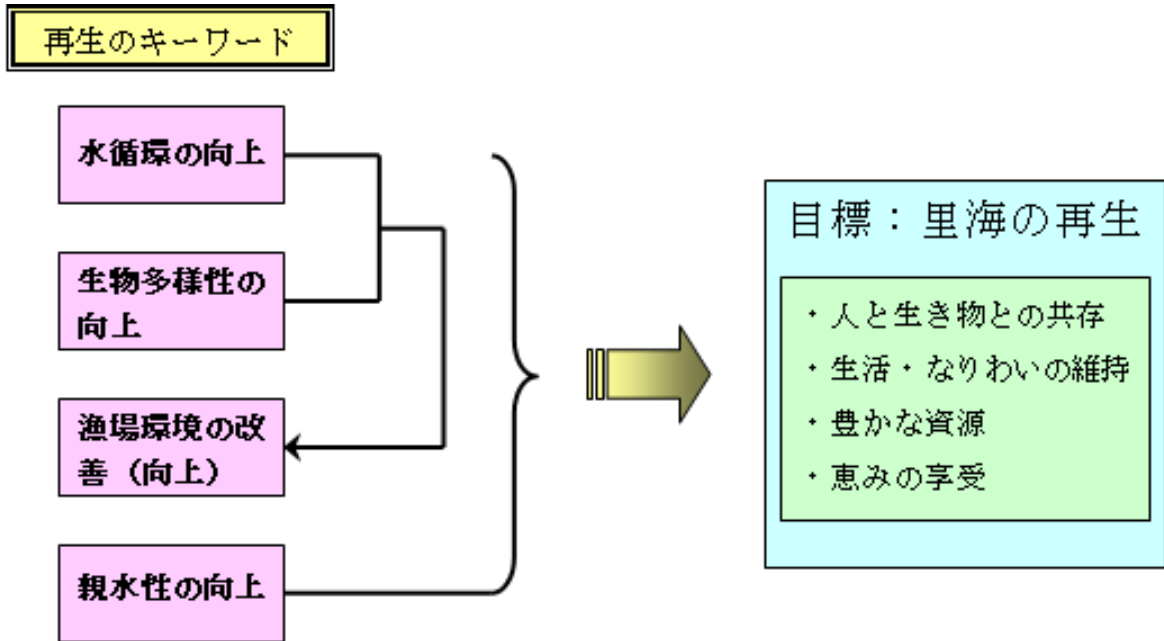 再生のキーワード
水循環の向上
生物多様性の
向上
漁場環境の改
善（向上）
親水性の向上
目標：里海の再生
・人と生き物との共存
・生活・なりわいの維持
・豊かな資源
・恵みの享受